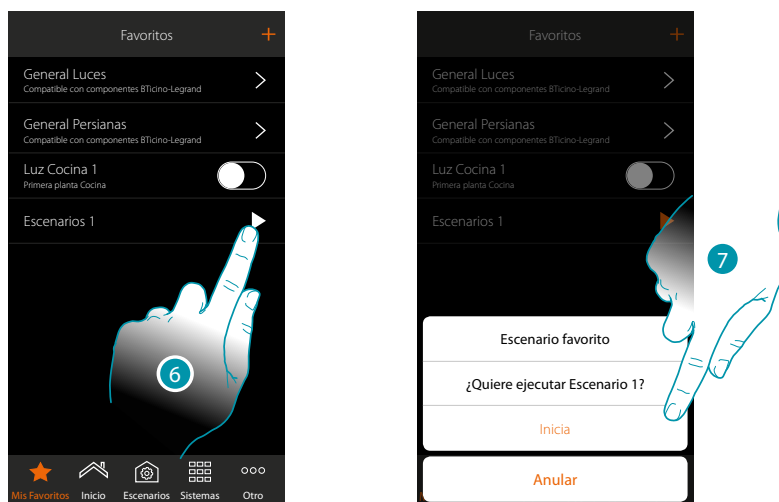 Favoritos +
General Luces
Compatible con componentes BTicino-Legrand
General Persianas
Compatible con componentes BTicino-Legrand
Luz Cocina 1
Primera planta Cocina
Escenarios 1
6
Mis Favoritos Inicio Escenarios Sistemas Otro
Favoritos +
General Luces
Compatible con componentes BTicino-Legrand
General Persianas
Compatible con componentes BTicino-Legrand
Luz Cocina 1
Primera planta Cocina
Escenarios 1
7
Escenario favorito
¿Quiere ejecutar Escenario 1?
Inicia
Anular